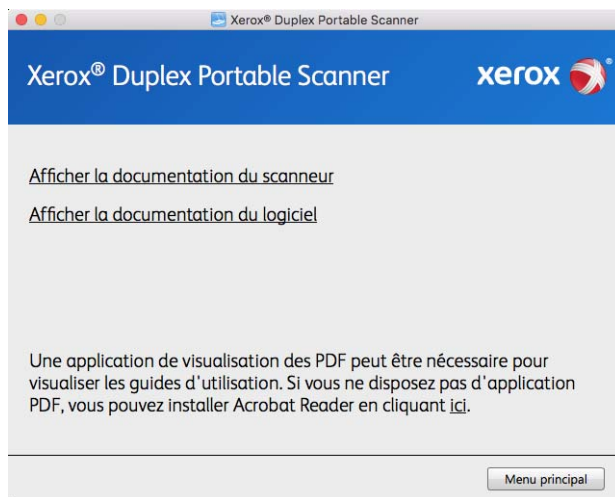 Xerox® Duplex Portable Scanner
Xerox® Duplex Portable Scanner
xerox ®
Afficher la documentation du scanneur
Afficher la documentation du logiciel
Une application de visualisation des PDF peut être nécessaire pour
visualiser les guides d'utilisation. Si vous ne disposez pas d'application
PDF, vous pouvez installer Acrobat Reader en cliquant ici.
Menu principal